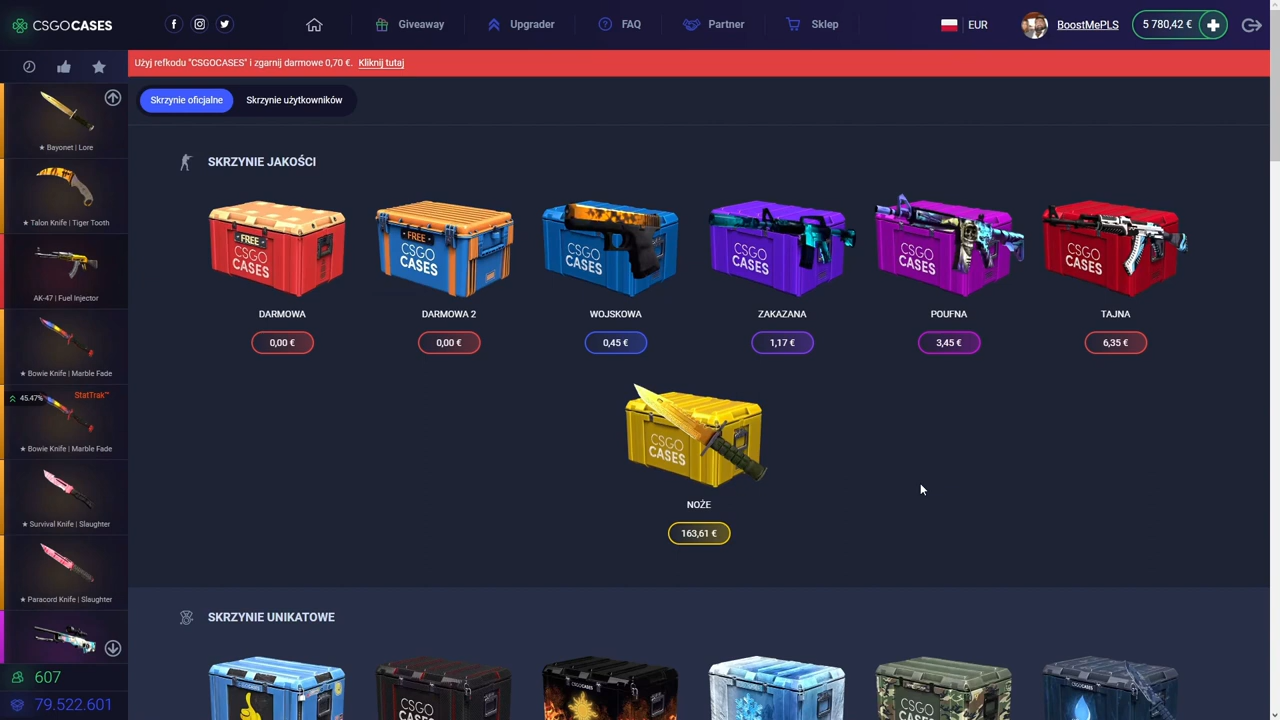 CSGOCASES
Giveaway
Upgrader
FAQ
Partner
Sklep
EUR
BoostMePLS
5 780,42 €
Użyj refkodu "CSGOCASES" i zgarnij darmowe 0,70 €. Kliknij tutaj
Skrzynie oficjalne
Skrzynie użytkowników
★ Bayonet | Lore
★ Talon Knife | Tiger Tooth
AK-47 | Fuel Injector
★ Bowie Knife | Marble Fade
45.47%
StatTrak™
★ Bowie Knife | Marble Fade
★ Survival Knife | Slaughter
★ Paracord Knife | Slaughter
607
79.522.601
SKRZYNIE JAKOŚCI
FREE
CSGO
CASES
FREE
CSGO
CASES
CSGO
CASES
CSGO
CASES
CSGO
CASES
CSGO
CASES
DARMOWA
DARMOWA 2
WOJSKOWA
ZAKAZANA
POUFNA
TAJNA
0,00 €
0,00 €
0,45 €
1,17 €
3,45 €
6,35 €
CSGO
CASES
NOŻE
163,61 €
SKRZYNIE UNIKATOWE
CSGOCASES
CSGO
CASES
CSGO
CASES